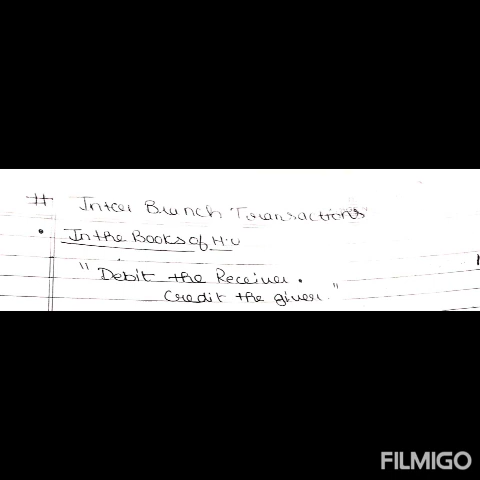 # Inter Branch Transactions
• In the Books of H.O
" Debit the Receiver.
Credit the giver."
FILMIGO